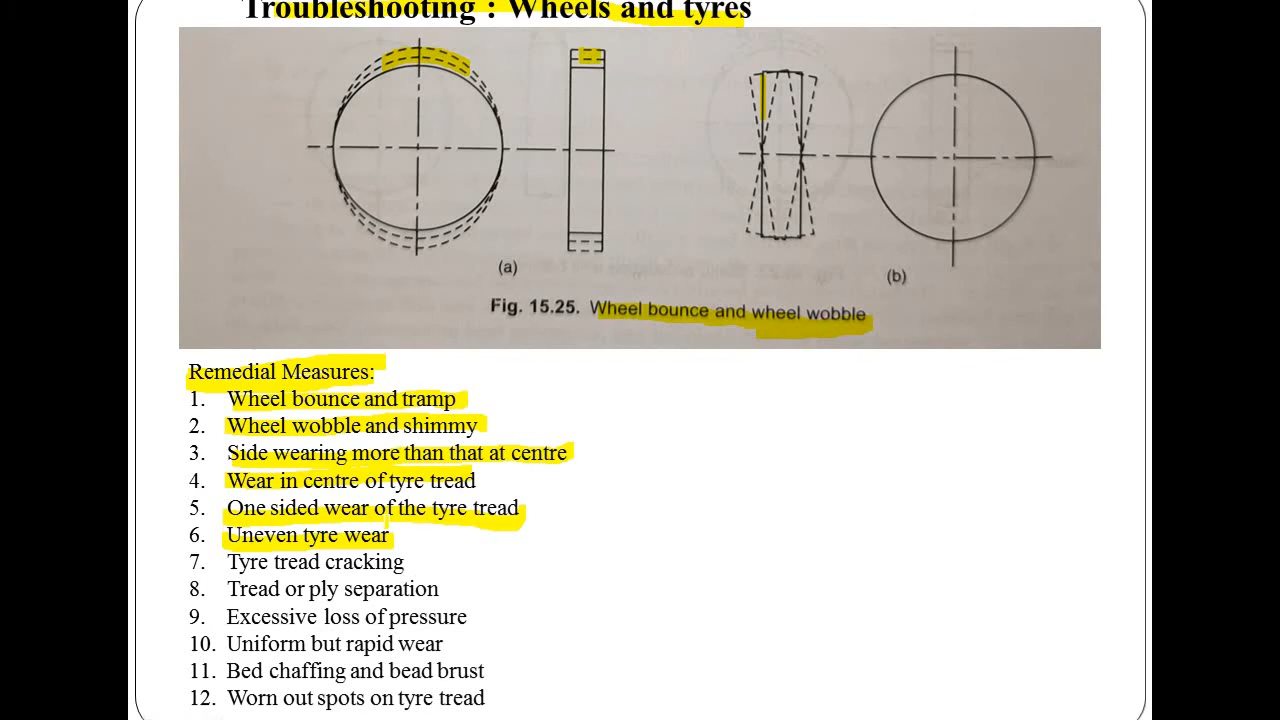 Troubleshooting : Wheels and tyres
(a)
(b)
Fig. 15.25. Wheel bounce and wheel wobble
Remedial Measures:
1. Wheel bounce and tramp
2. Wheel wobble and shimmy
3. Side wearing more than that at centre
4. Wear in centre of tyre tread
5. One sided wear of the tyre tread
6. Uneven tyre wear
7. Tyre tread cracking
8. Tread or ply separation
9. Excessive loss of pressure
10. Uniform but rapid wear
11. Bed chaffing and bead brust
12. Worn out spots on tyre tread